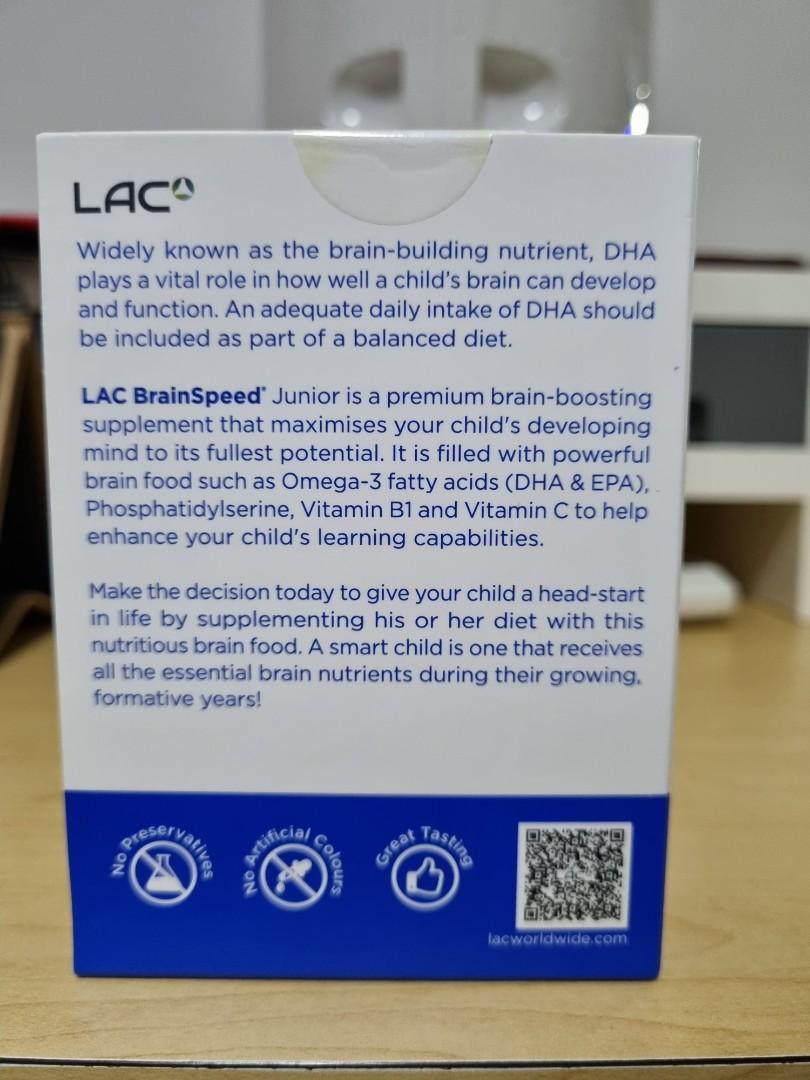 LAC
Widely known as the brain-building nutrient, DHA
plays a vital role in how well a child's brain can develop
and function. An adequate daily intake of DHA should
be included as part of a balanced diet.
LAC BrainSpeed® Junior is a premium brain-boosting
supplement that maximises your child's developing
mind to its fullest potential. It is filled with powerful
brain food such as Omega-3 fatty acids (DHA & EPA),
Phosphatidylserine, Vitamin B1 and Vitamin C to help
enhance your child's learning capabilities.
Make the decision today to give your child a head-start
in life by supplementing his or her diet with this
nutritious brain food. A smart child is one that receives
all the essential brain nutrients during their growing,
formative years!
No Preservatives
No Artificial Colours
Great Tasting
lacworldwide.com